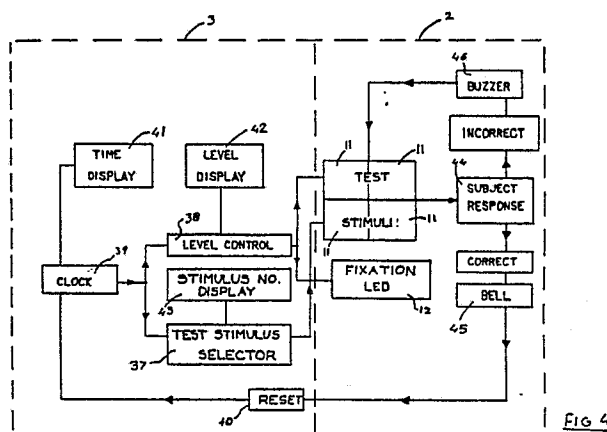 3
2
46
BUZZER
41
TIME
DISPLAY
42
LEVEL
DISPLAY
INCORRECT
11
11
TEST
44
SUBJECT
RESPONSE
38
LEVEL CONTROL
STIMULI
11
11
39
CLOCK
STIMULUS NO.
DISPLAY
43
FIXATION
LED
12
CORRECT
BELL
45
TEST STIMULUS
SELECTOR
37
RESET
40
FIG 4